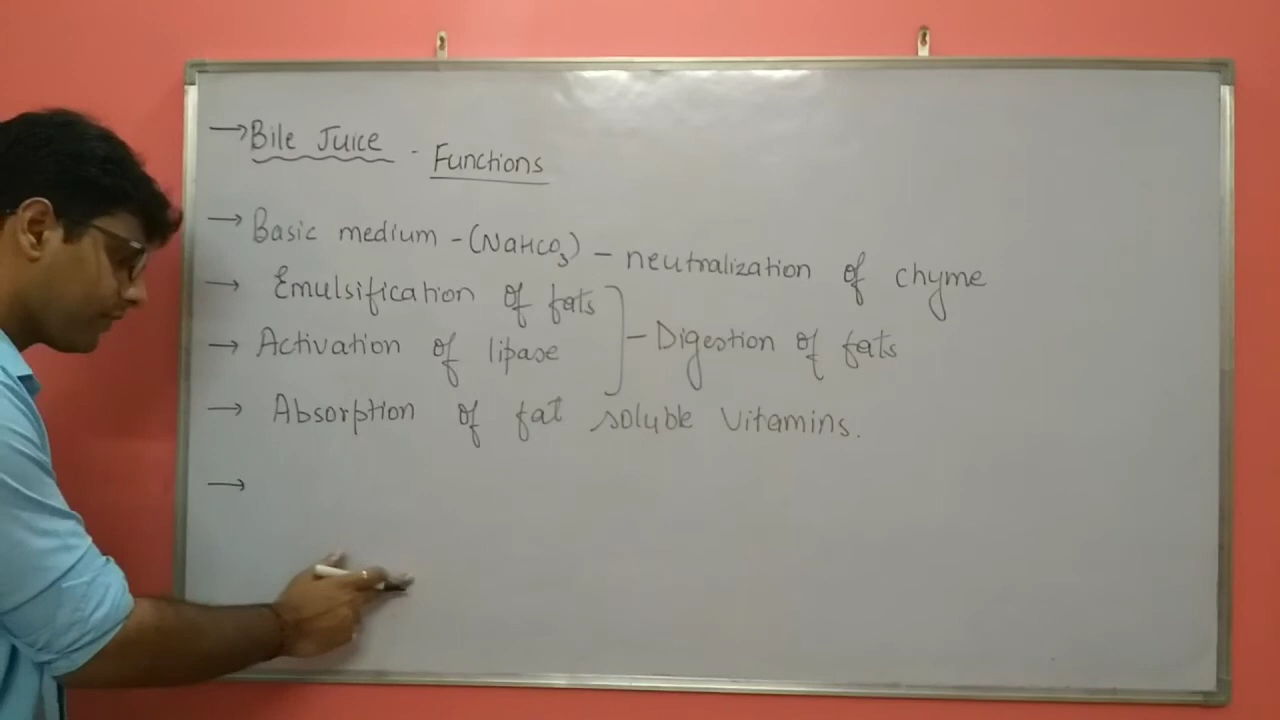 → Bile Juice - Functions
→ Basic medium - (NaHCO₃) - neutralization of chyme
→ Emulsification of fats
→ Activation of lipase
- Digestion of fats
→ Absorption of fat soluble vitamins.
→